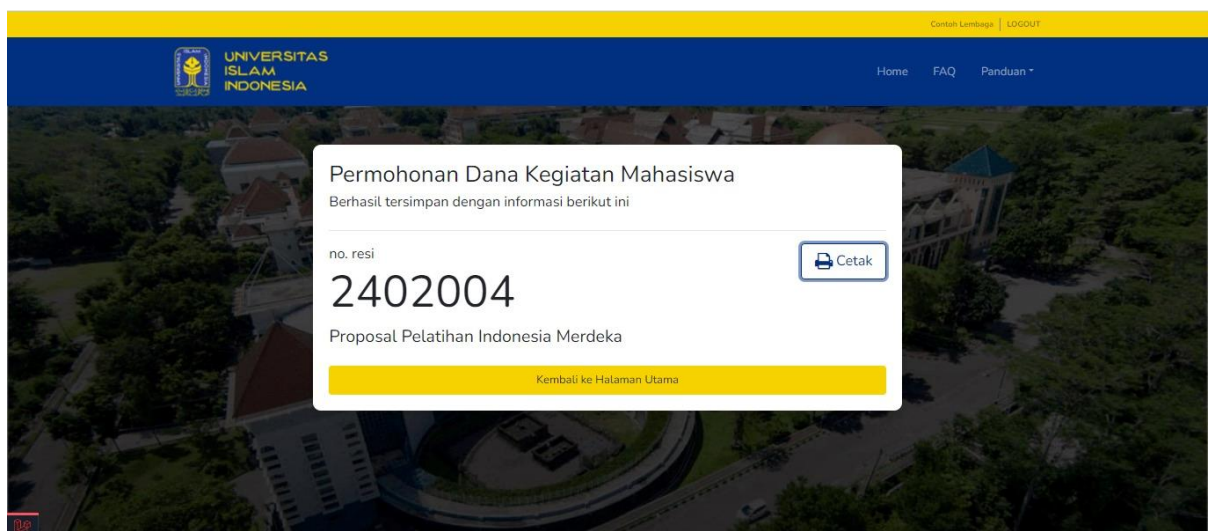 Contoh Lembaga | LOGOUT
UNIVERSITAS
ISLAM
INDONESIA
Home FAQ Panduan
Permohonan Dana Kegiatan Mahasiswa
Berhasil tersimpan dengan informasi berikut ini
no. resi
Cetak
2402004
Proposal Pelatihan Indonesia Merdeka
Kembali ke Halaman Utama